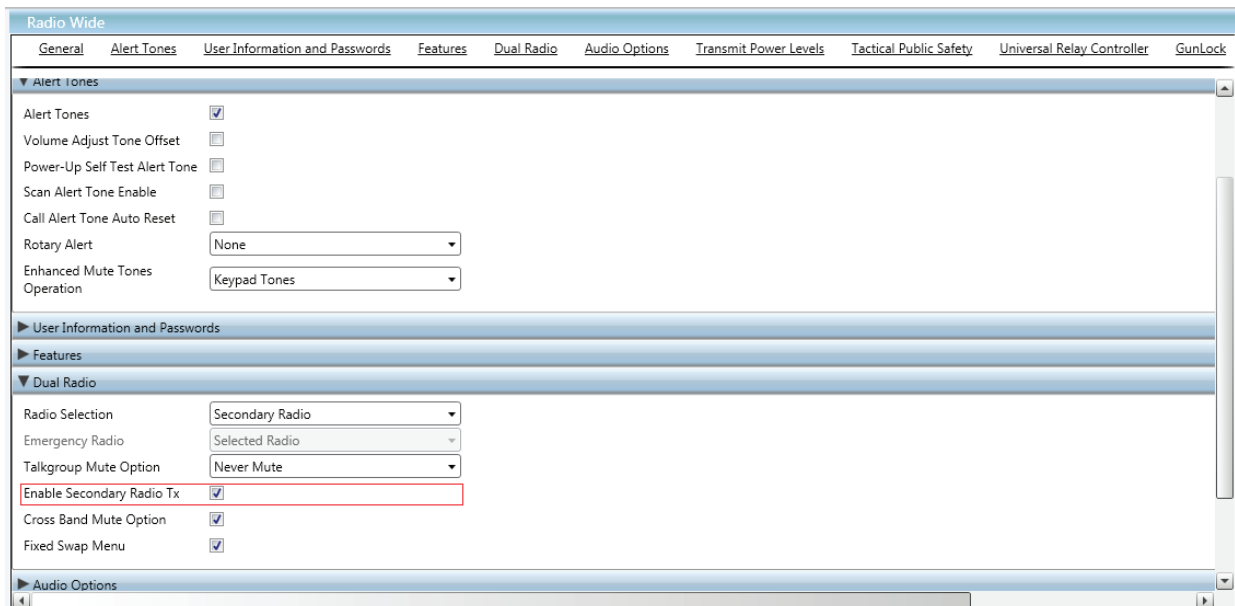 Radio Wide
General Alert Tones User Information and Passwords Features Dual Radio Audio Options Transmit Power Levels Tactical Public Safety Universal Relay Controller GunLock
Alert Tones
Alert Tones
Volume Adjust Tone Offset
Power-Up Self Test Alert Tone
Scan Alert Tone Enable
Call Alert Tone Auto Reset
Rotary Alert None
Enhanced Mute Tones
Operation Keypad Tones
User Information and Passwords
Features
Dual Radio
Radio Selection Secondary Radio
Emergency Radio Selected Radio
Talkgroup Mute Option Never Mute
Enable Secondary Radio Tx
Cross Band Mute Option
Fixed Swap Menu
Audio Options